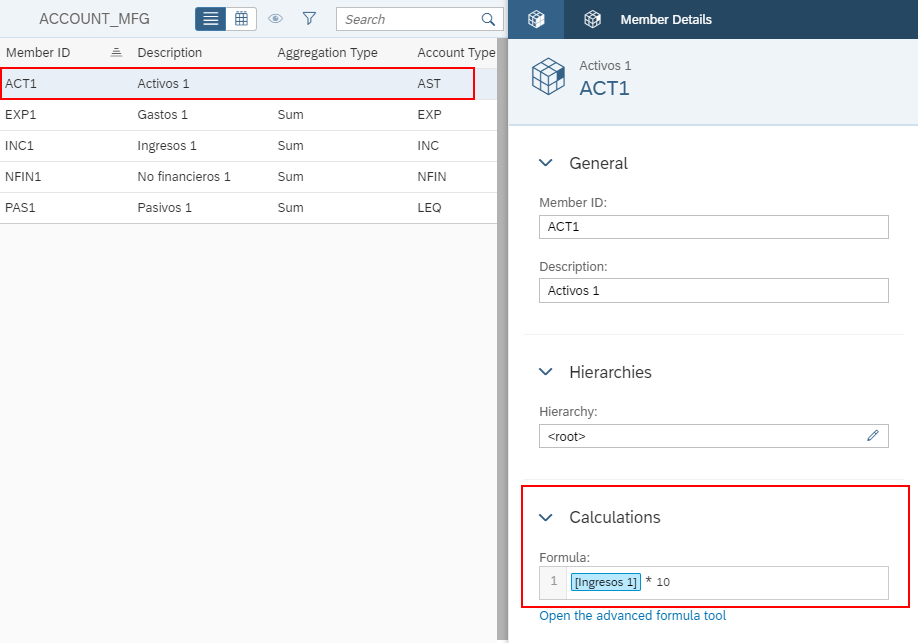 ACCOUNT_MFG
Search
Member ID Description Aggregation Type Account Type
ACT1 Activos 1 AST
EXP1 Gastos 1 Sum EXP
INC1 Ingresos 1 Sum INC
NFIN1 No financieros 1 Sum NFIN
PAS1 Pasivos 1 Sum LEQ
Member Details
Activos 1
ACT1
General
Member ID:
ACT1
Description:
Activos 1
Hierarchies
Hierarchy:
<root>
Calculations
Formula:
1 [Ingresos 1] * 10
Open the advanced formula tool